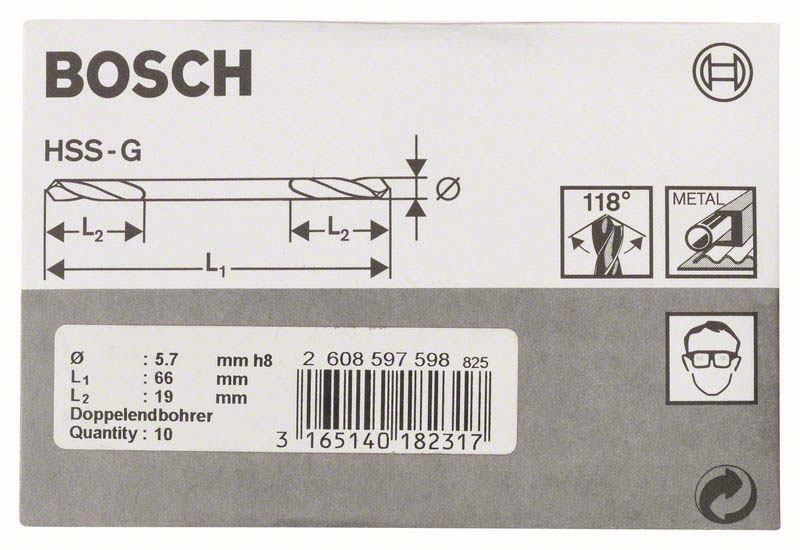 BOSCH
HSS-G
Ø
L2
L2
L1
118°
METAL
Ø : 5.7 mm h8
L1 : 66 mm
L2 : 19 mm
Doppelendbohrer
Quantity : 10
2 608 597 598 825
3 165140 182317